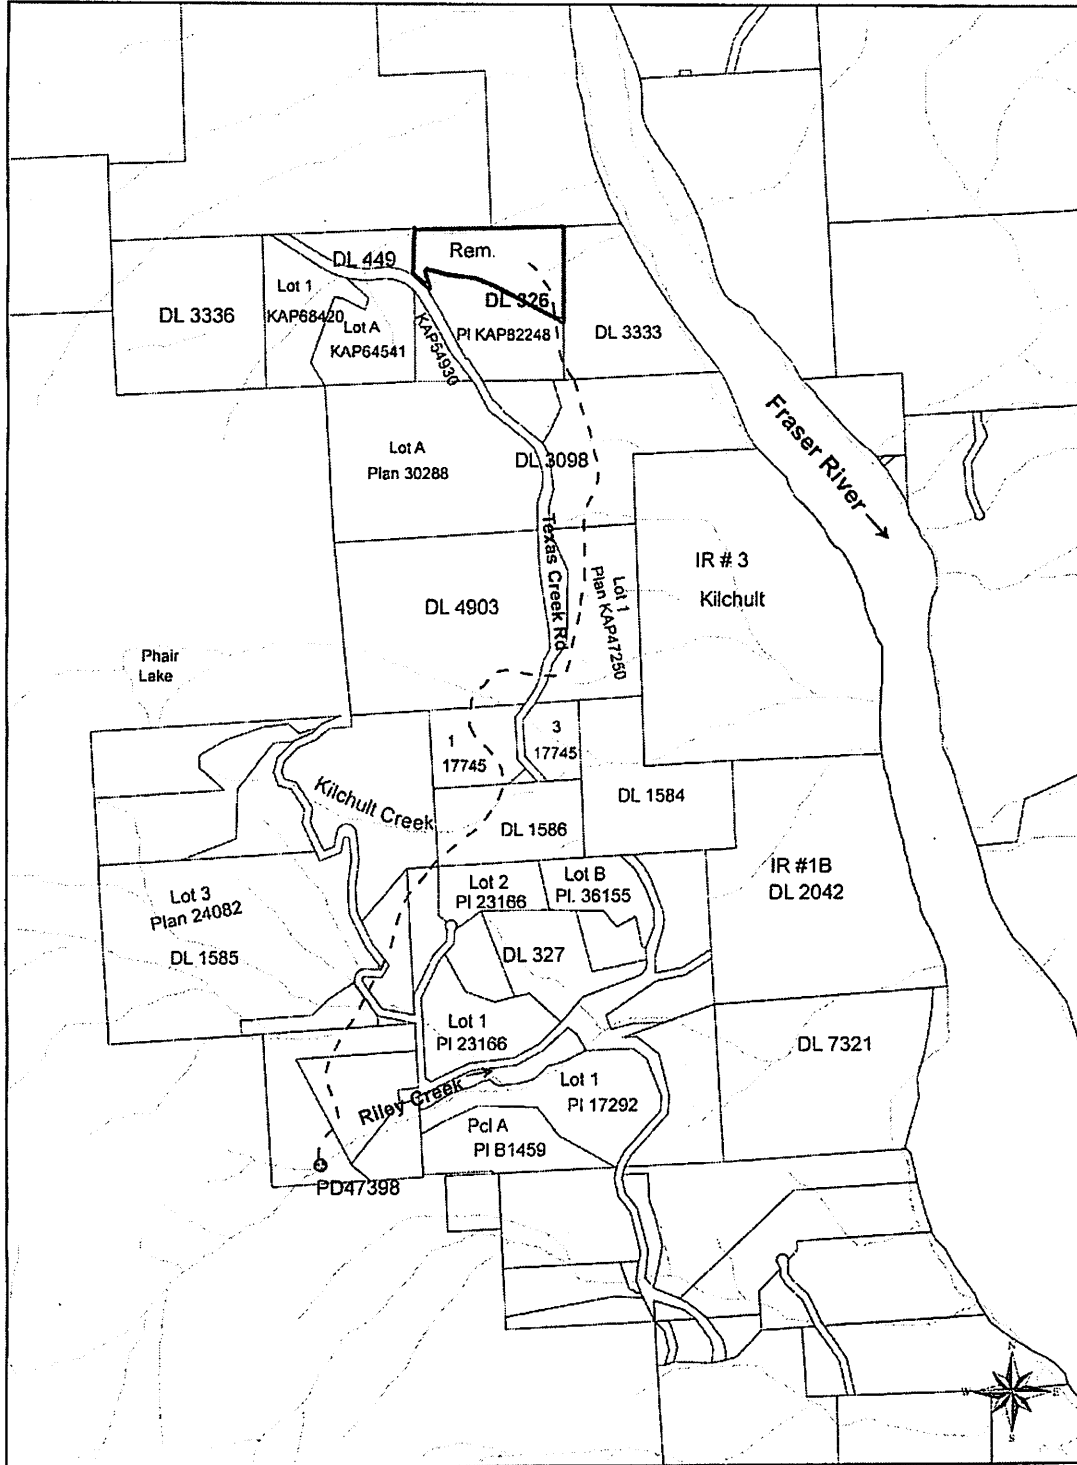 DL 449
Rem.
Lot 1
KAP68420
DL 3336
Lot A
KAP64541
KAP54930
DL 326
Pl KAP82248
DL 3333
Fraser River →
Lot A
Plan 30288
DL 3098
Texas Creek Rd
IR # 3
Kilchult
DL 4903
Lot 1
Plan KAP47250
Phair
Lake
1
17745
3
17745
Kilchult Creek
DL 1584
DL 1586
Lot 2
Pl 23166
Lot B
Pl. 36155
IR #1B
DL 2042
Lot 3
Plan 24082
DL 1585
DL 327
Lot 1
Pl 23166
DL 7321
Riley Creek
Lot 1
Pl 17292
Pcl A
Pl B1459
PD47398
N
W
E
S